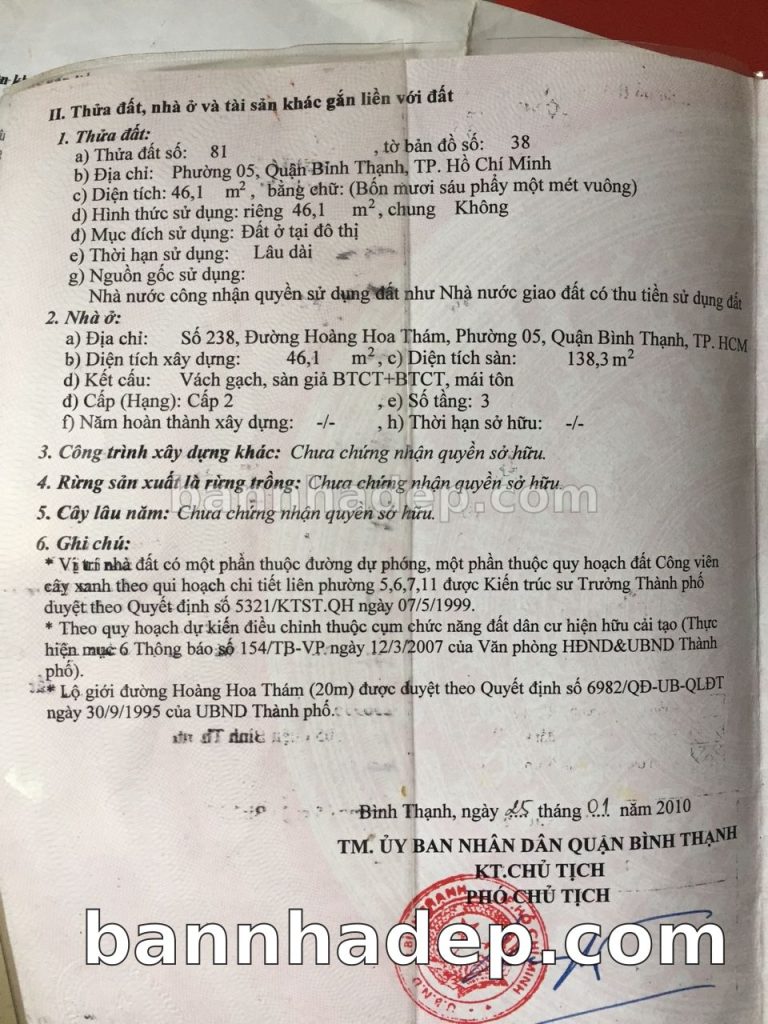 II. Thửa đất, nhà ở và tài sản khác gắn liền với đất
1. Thửa đất:
a) Thửa đất số: 81 , tờ bản đồ số: 38
b) Địa chỉ: Phường 05, Quận Bình Thạnh, TP. Hồ Chí Minh
c) Diện tích: 46,1 m², bằng chữ: (Bốn mươi sáu phẩy một mét vuông)
d) Hình thức sử dụng: riêng 46,1 m², chung Không
đ) Mục đích sử dụng: Đất ở tại đô thị
e) Thời hạn sử dụng: Lâu dài
g) Nguồn gốc sử dụng:
Nhà nước công nhận quyền sử dụng đất như Nhà nước giao đất có thu tiền sử dụng đất
2. Nhà ở:
a) Địa chỉ: Số 238, Đường Hoàng Hoa Thám, Phường 05, Quận Bình Thạnh, TP. HCM
b) Diện tích xây dựng: 46,1 m², c) Diện tích sàn: 138,3 m²
d) Kết cấu: Vách gạch, sàn giả BTCT+BTCT, mái tôn
đ) Cấp (Hạng): Cấp 2 , e) Số tầng: 3
f) Năm hoàn thành xây dựng: -/- , h) Thời hạn sở hữu: -/-
3. Công trình xây dựng khác: Chưa chứng nhận quyền sở hữu.
4. Rừng sản xuất là rừng trồng: Chưa chứng nhận quyền sở hữu.
bannhadep.com
5. Cây lâu năm: Chưa chứng nhận quyền sở hữu.
6. Ghi chú:
* Vị trí nhà đất có một phần thuộc đường dự phóng, một phần thuộc quy hoạch đất Công viên
cây xanh theo qui hoạch chi tiết liên phường 5,6,7,11 được Kiến trúc sư Trưởng Thành phố
duyệt theo Quyết định số 5321/KTST.QH ngày 07/5/1999.
* Theo quy hoạch dự kiến điều chỉnh thuộc cụm chức năng đất dân cư hiện hữu cải tạo (Thực
hiện mục 6 Thông báo số 154/TB-VP ngày 12/3/2007 của Văn phòng HĐND&UBND Thành
phố).
* Lộ giới đường Hoàng Hoa Thám (20m) được duyệt theo Quyết định số 6982/QĐ-UB-QLĐT
ngày 30/9/1995 của UBND Thành phố.
Bình Thạnh, ngày 25 tháng 01 năm 2010
TM. ỦY BAN NHÂN DÂN QUẬN BÌNH THẠNH
KT.CHỦ TỊCH
PHÓ CHỦ TỊCH
bannhadep.com